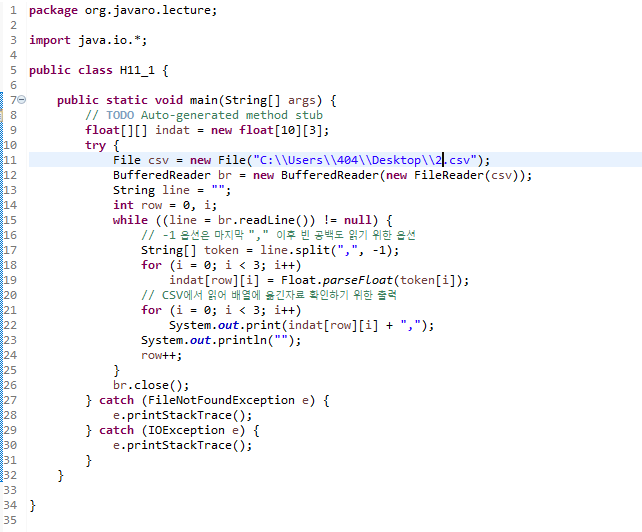 1 package org.javaro.lecture;
2
3 import java.io.*;
4
5 public class H11_1 {
6
7 public static void main(String[] args) {
8 // TODO Auto-generated method stub
9 float[][] indat = new float[10][3];
10 try {
11 File csv = new File("C:\\Users\\404\\Desktop\\2.csv");
12 BufferedReader br = new BufferedReader(new FileReader(csv));
13 String line = "";
14 int row = 0, i;
15 while ((line = br.readLine()) != null) {
16 // -1 옵션은 마지막 "," 이후 빈 공백도 읽기 위한 옵션
17 String[] token = line.split(",", -1);
18 for (i = 0; i < 3; i++)
19 indat[row][i] = Float.parseFloat(token[i]);
20 // CSV에서 읽어 배열에 옮긴자료 확인하기 위한 출력
21 for (i = 0; i < 3; i++)
22 System.out.print(indat[row][i] + ",");
23 System.out.println("");
24 row++;
25 }
26 br.close();
27 } catch (FileNotFoundException e) {
28 e.printStackTrace();
29 } catch (IOException e) {
30 e.printStackTrace();
31 }
32 }
33
34 }
35